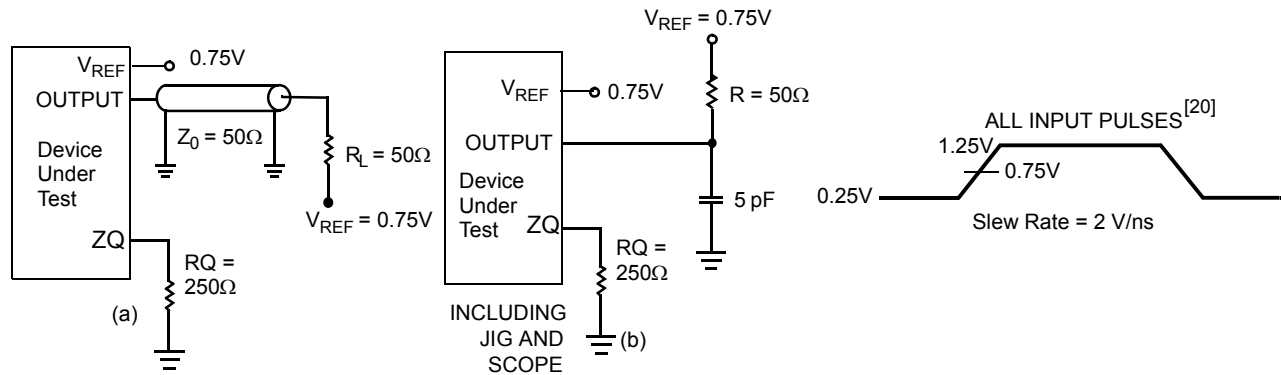 V_REF
0.75V
OUTPUT
Z_0 = 50Ω
Device
Under
Test
R_L = 50Ω
V_REF = 0.75V
ZQ
RQ =
250Ω
(a)
V_REF = 0.75V
V_REF
0.75V
R = 50Ω
OUTPUT
Device
Under
Test
5 pF
ZQ
RQ =
250Ω
INCLUDING
JIG AND
SCOPE
(b)
ALL INPUT PULSES[20]
1.25V
0.75V
0.25V
Slew Rate = 2 V/ns